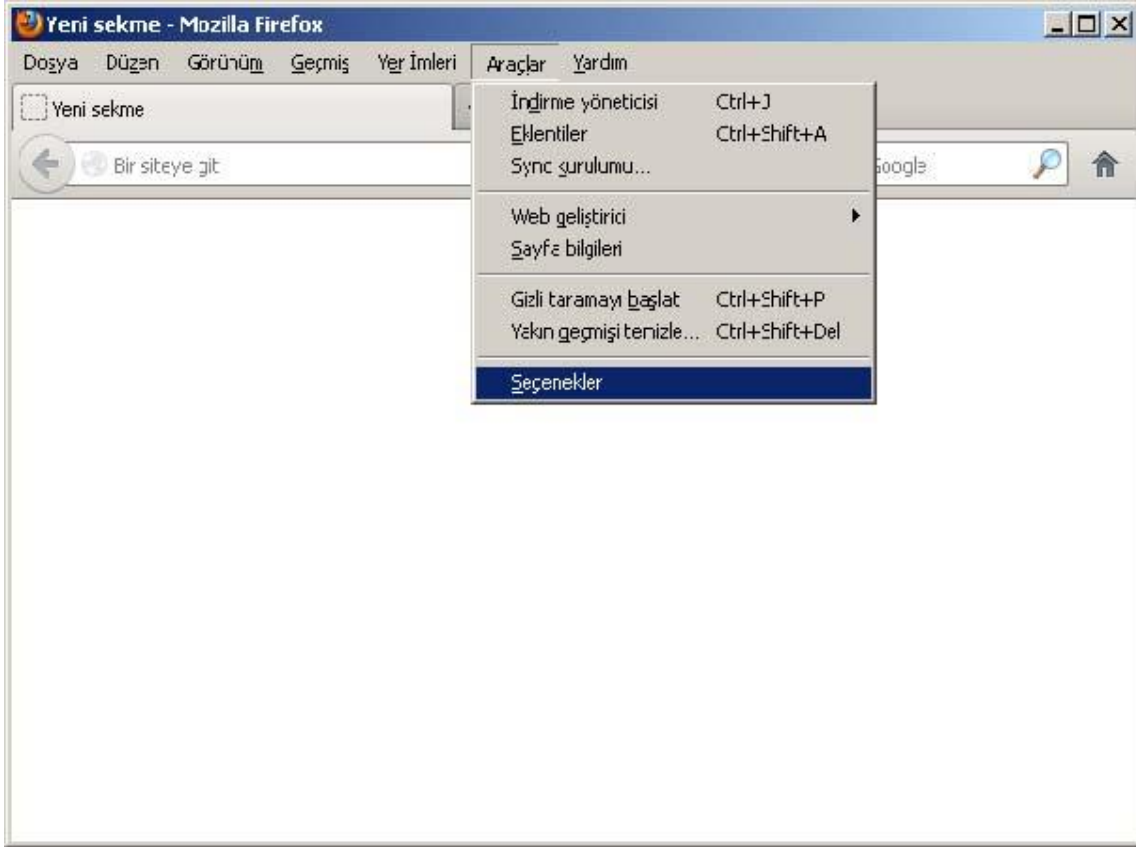 Yeni sekme - Mozilla Firefox
Dosya Düzen Görünüm Geçmiş Yer İmleri Araçlar Yardım
Yeni sekme
Bir siteye git
Google
İndirme yöneticisi Ctrl+J
Eklentiler Ctrl+Shift+A
Sync kurulumu...
Web geliştirici
Sayfa bilgileri
Gizli taramayı başlat Ctrl+Shift+P
Yakın geçmişi temizle... Ctrl+Shift+Del
Seçenekler